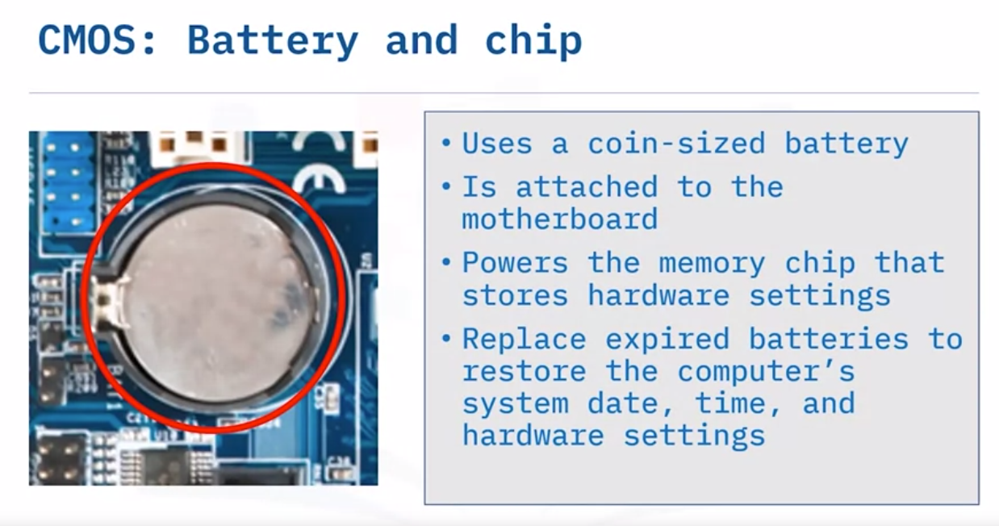 CMOS: Battery and chip
• Uses a coin-sized battery
• Is attached to the
motherboard
• Powers the memory chip that
stores hardware settings
• Replace expired batteries to
restore the computer’s
system date, time, and
hardware settings